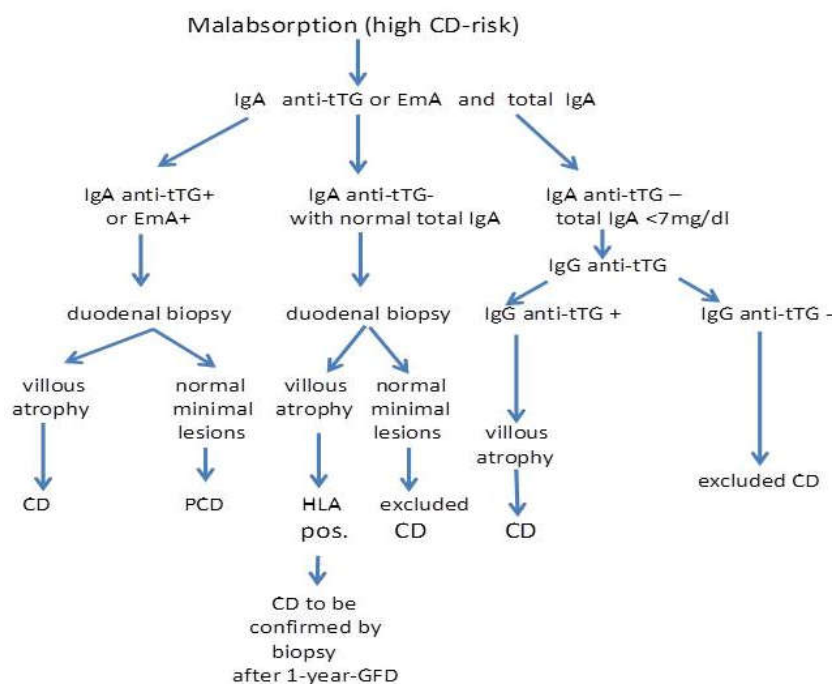 Malabsorption (high CD-risk)
IgA anti-tTG or EmA and total IgA
IgA anti-tTG+
or EmA+
IgA anti-tTG-
with normal total IgA
IgA anti-tTG –
total IgA <7mg/dl
IgG anti-tTG
duodenal biopsy
duodenal biopsy
IgG anti-tTG +
IgG anti-tTG -
villous
atrophy
normal
minimal
lesions
villous
atrophy
normal
minimal
lesions
villous
atrophy
CD
PCD
HLA
pos.
excluded
CD
CD
excluded CD
CD to be
confirmed by
biopsy
after 1-year-GFD